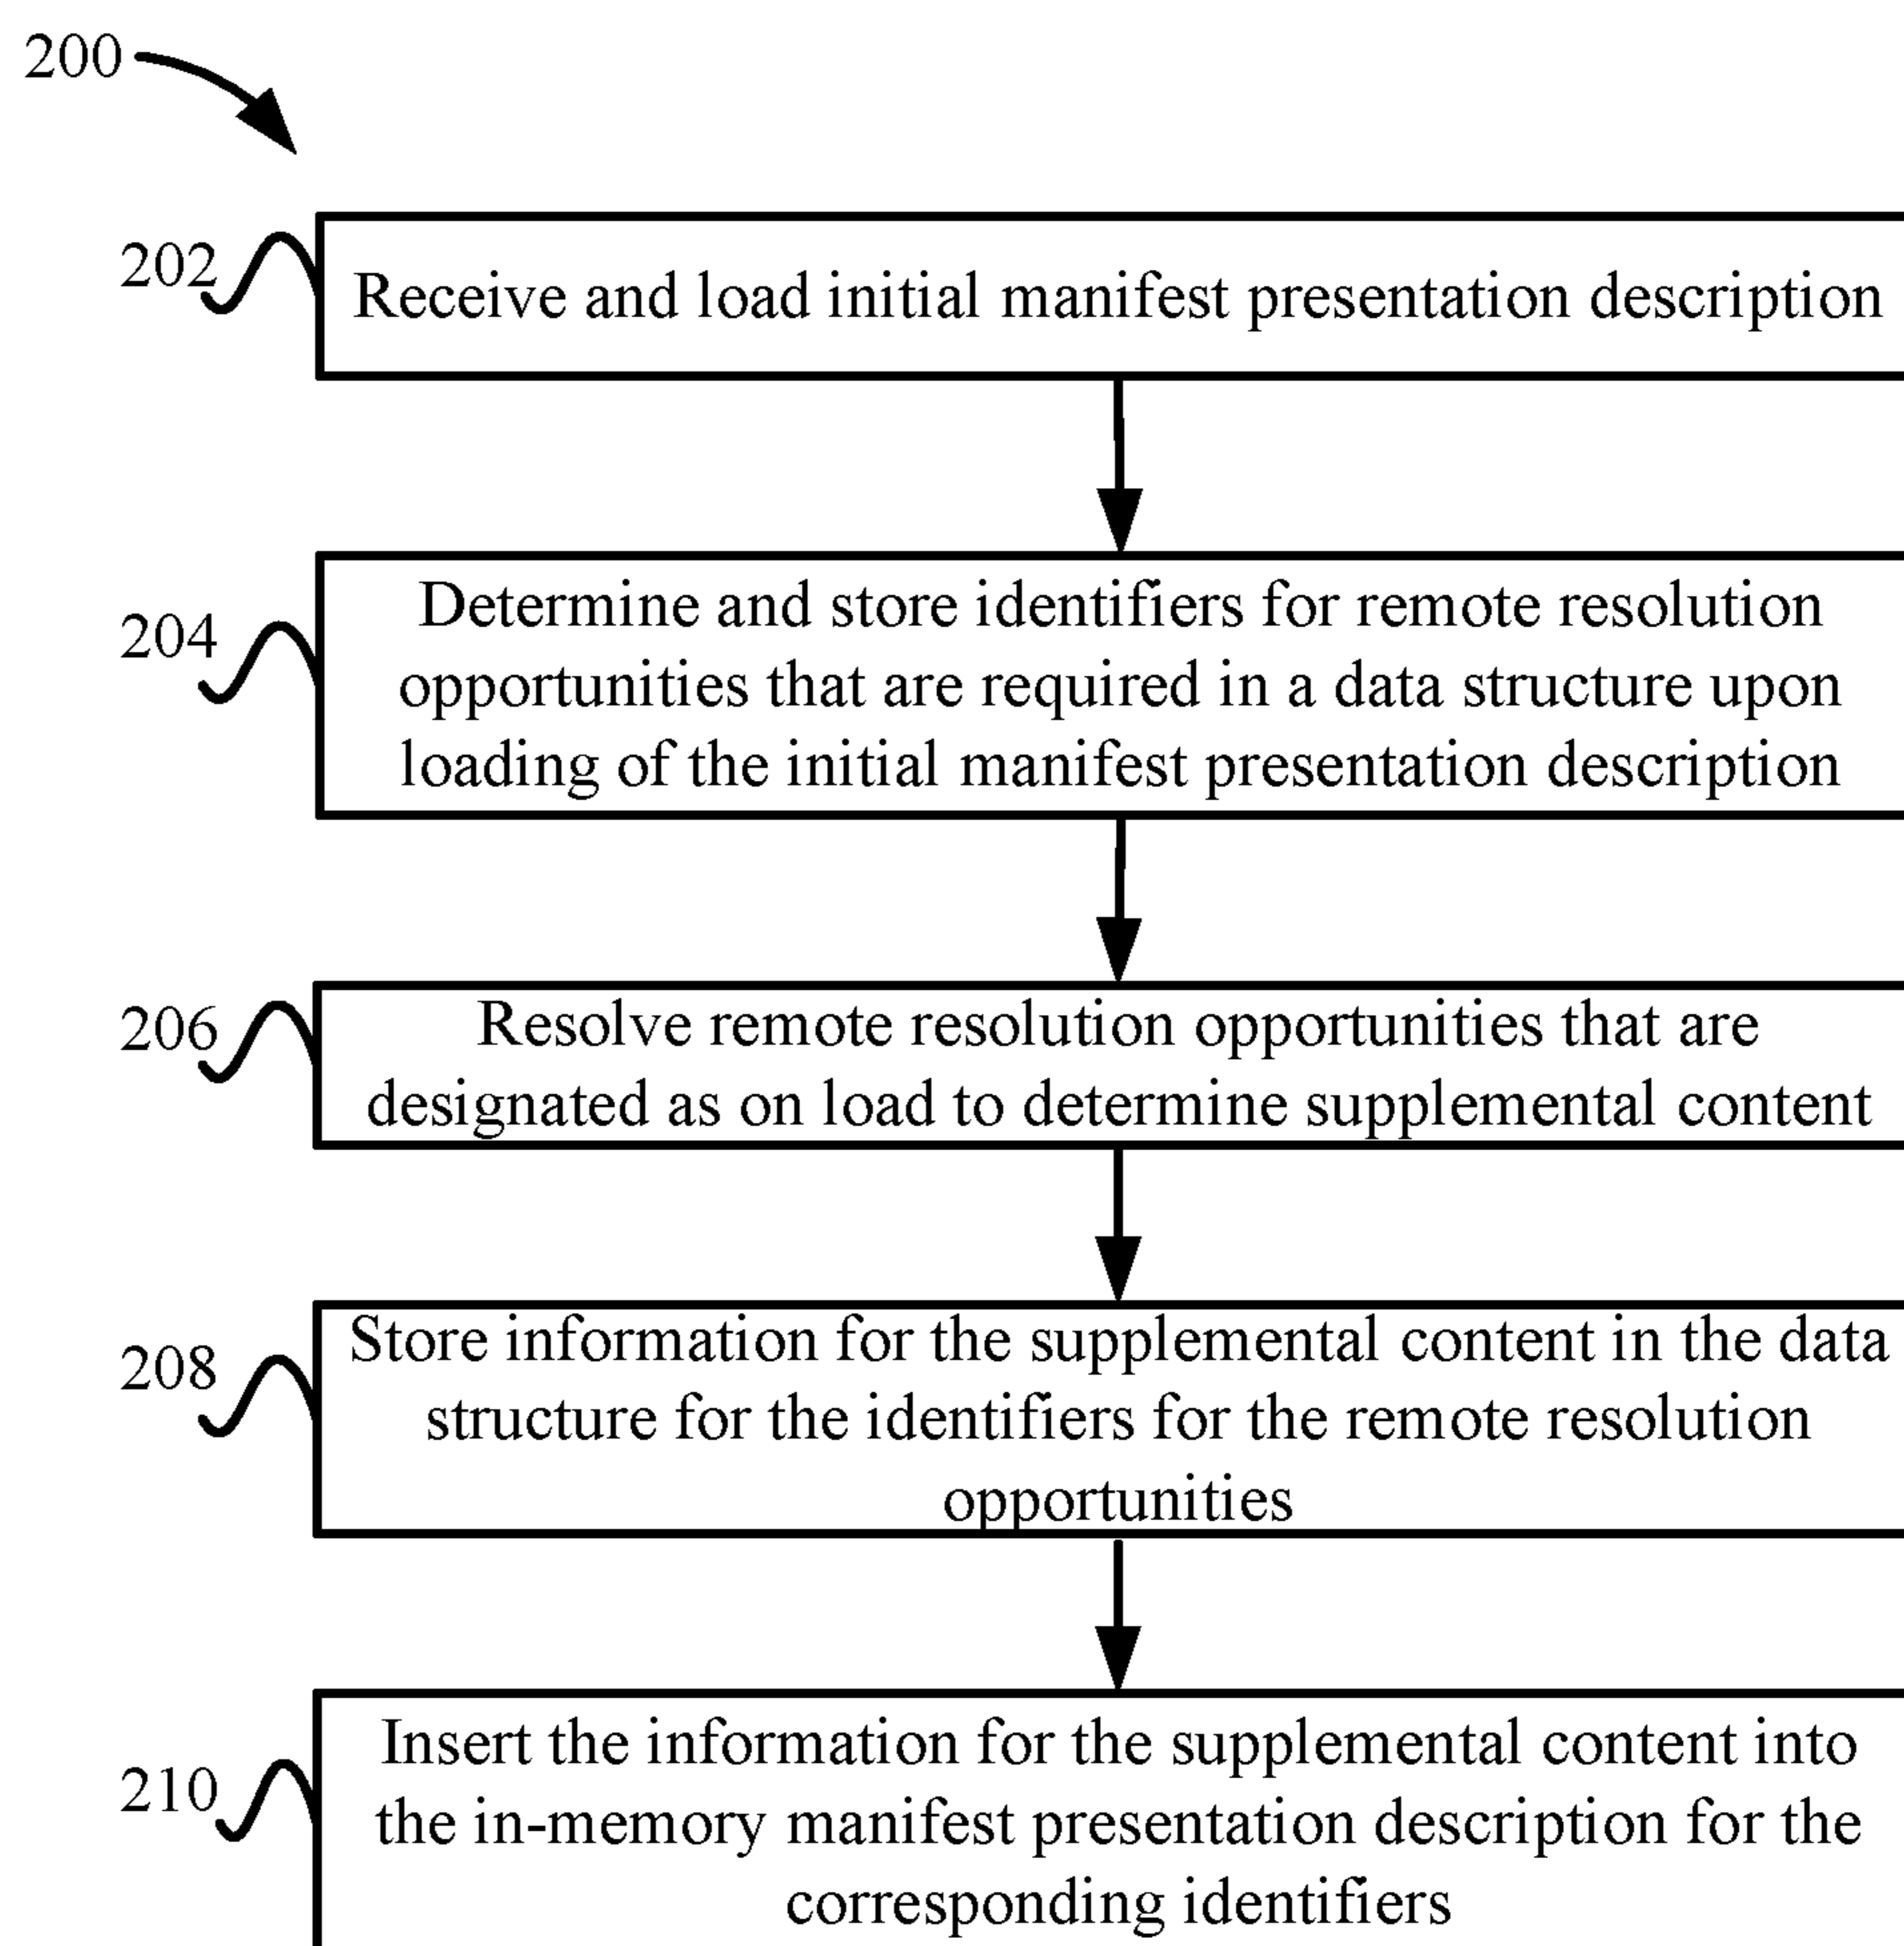 200
202
Receive and load initial manifest presentation description
204
Determine and store identifiers for remote resolution
opportunities that are required in a data structure upon
loading of the initial manifest presentation description
206
Resolve remote resolution opportunities that are
designated as on load to determine supplemental content
208
Store information for the supplemental content in the data
structure for the identifiers for the remote resolution
opportunities
210
Insert the information for the supplemental content into
the in-memory manifest presentation description for the
corresponding identifiers